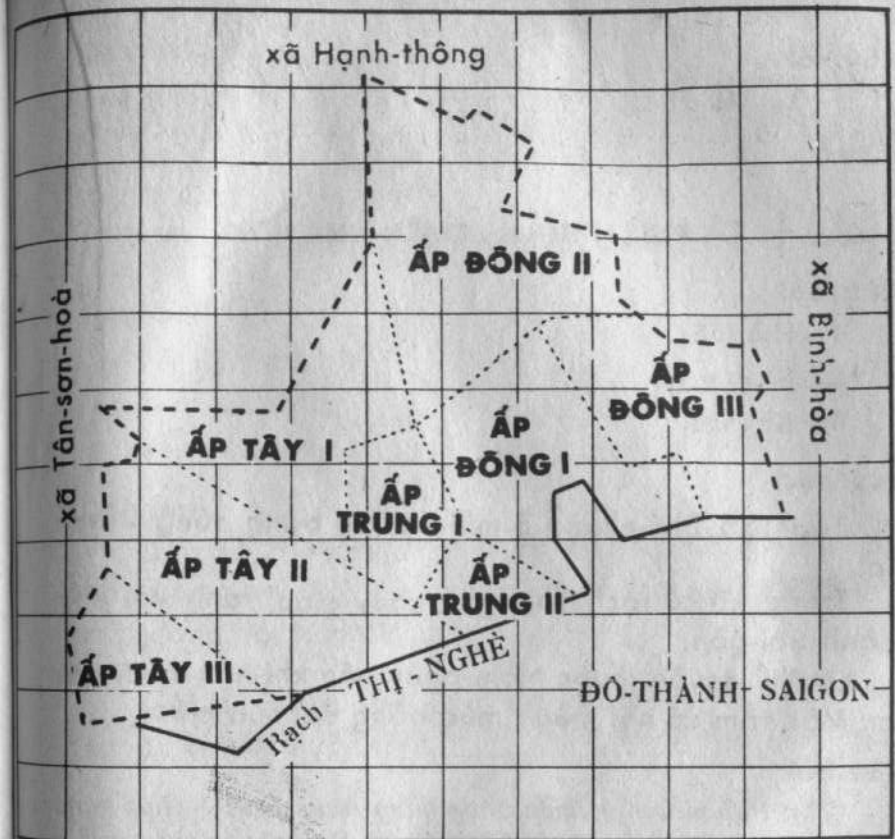 xã Hạnh-thông
ẤP ĐÔNG II
xã Tân-sơn-hoà
xã Bình-hòa
ẤP
ĐÔNG III
ẤP TÂY I
ẤP
ĐÔNG I
ẤP
TRUNG I
ẤP TÂY II
ẤP
TRUNG II
ẤP TÂY III
Rạch THỊ NGHÈ
ĐÔ-THÀNH SAIGON